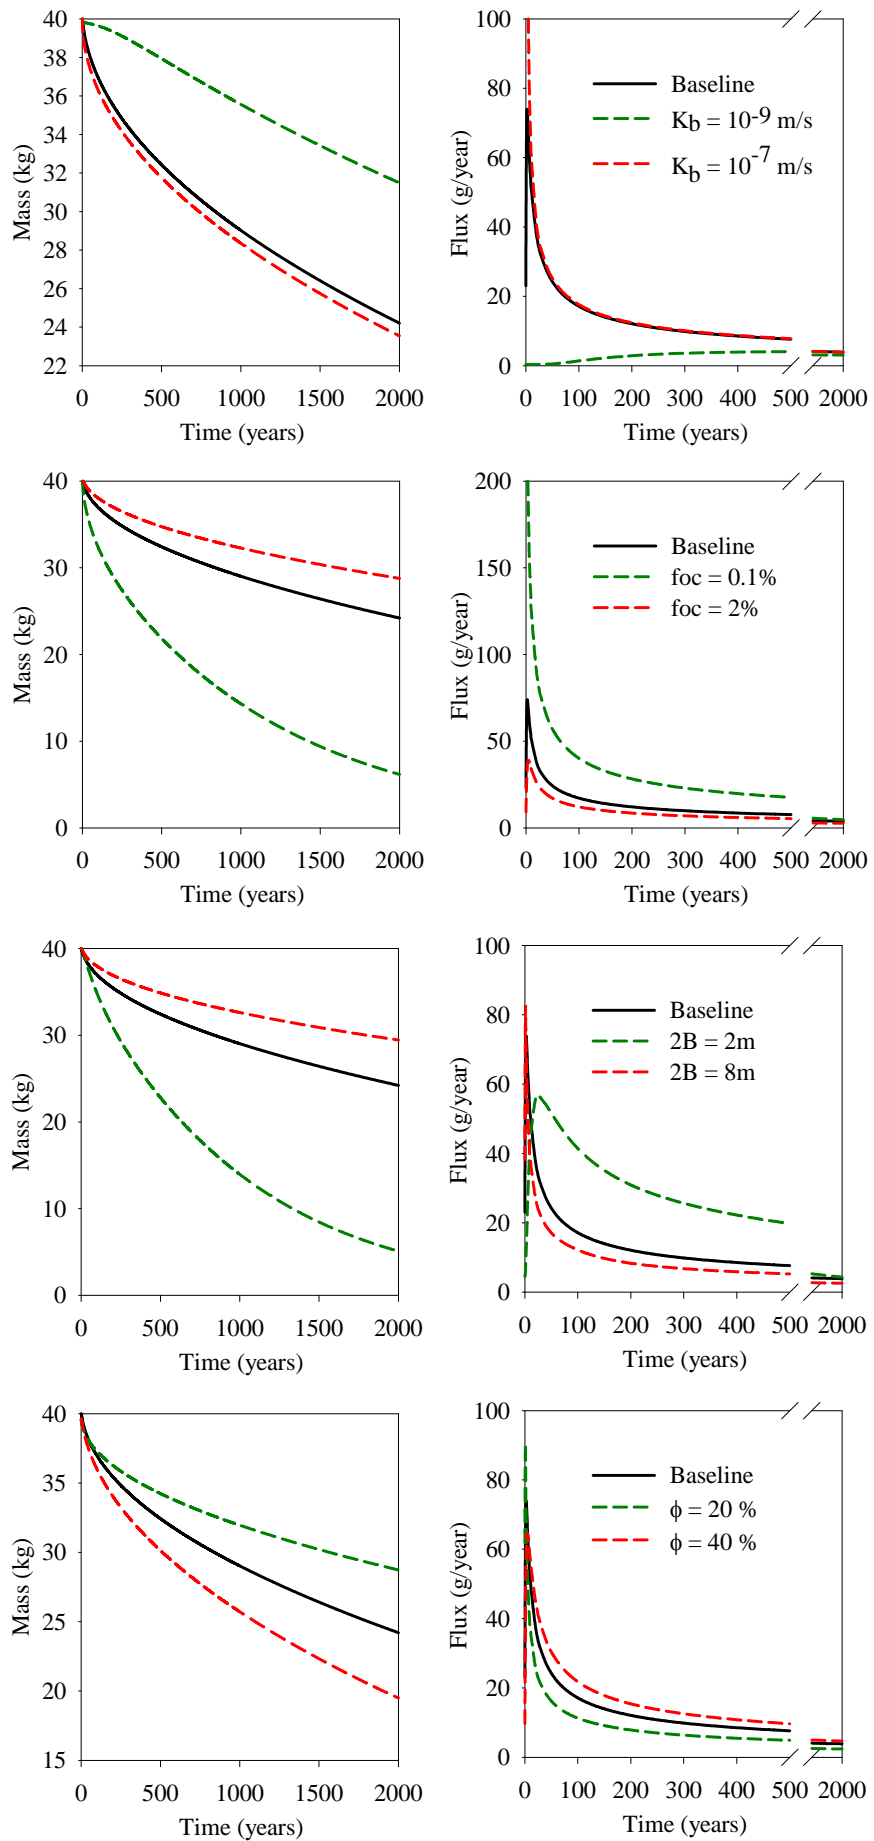 40
38
36
34
32
30
28
26
24
22
Mass (kg)
0 500 1000 1500 2000
Time (years)
100
80
60
40
20
0
Flux (g/year)
Baseline
Kb = 10-9 m/s
Kb = 10-7 m/s
0 100 200 300 400 500 2000
Time (years)
40
30
20
10
0
Mass (kg)
0 500 1000 1500 2000
Time (years)
200
150
100
50
0
Flux (g/year)
Baseline
foc = 0.1%
foc = 2%
0 100 200 300 400 500 2000
Time (years)
40
30
20
10
0
Mass (kg)
0 500 1000 1500 2000
Time (years)
100
80
60
40
20
0
Flux (g/year)
Baseline
2B = 2m
2B = 8m
0 100 200 300 400 500 2000
Time (years)
40
35
30
25
20
15
Mass (kg)
0 500 1000 1500 2000
Time (years)
100
80
60
40
20
0
Flux (g/year)
Baseline
ϕ = 20 %
ϕ = 40 %
0 100 200 300 400 500 2000
Time (years)